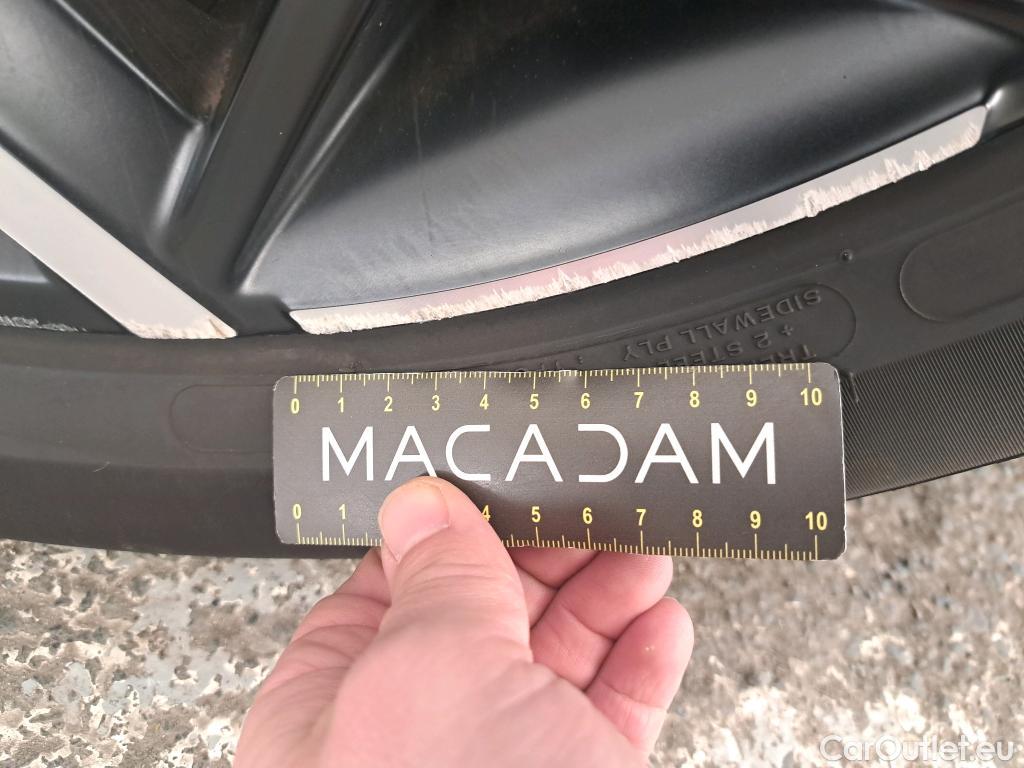 SIDEWALL PLY
+ 2 STEEL
0 1 2 3 4 5 6 7 8 9 10
MACADAM
0 1 4 5 6 7 8 9 10
CarOutlet.eu